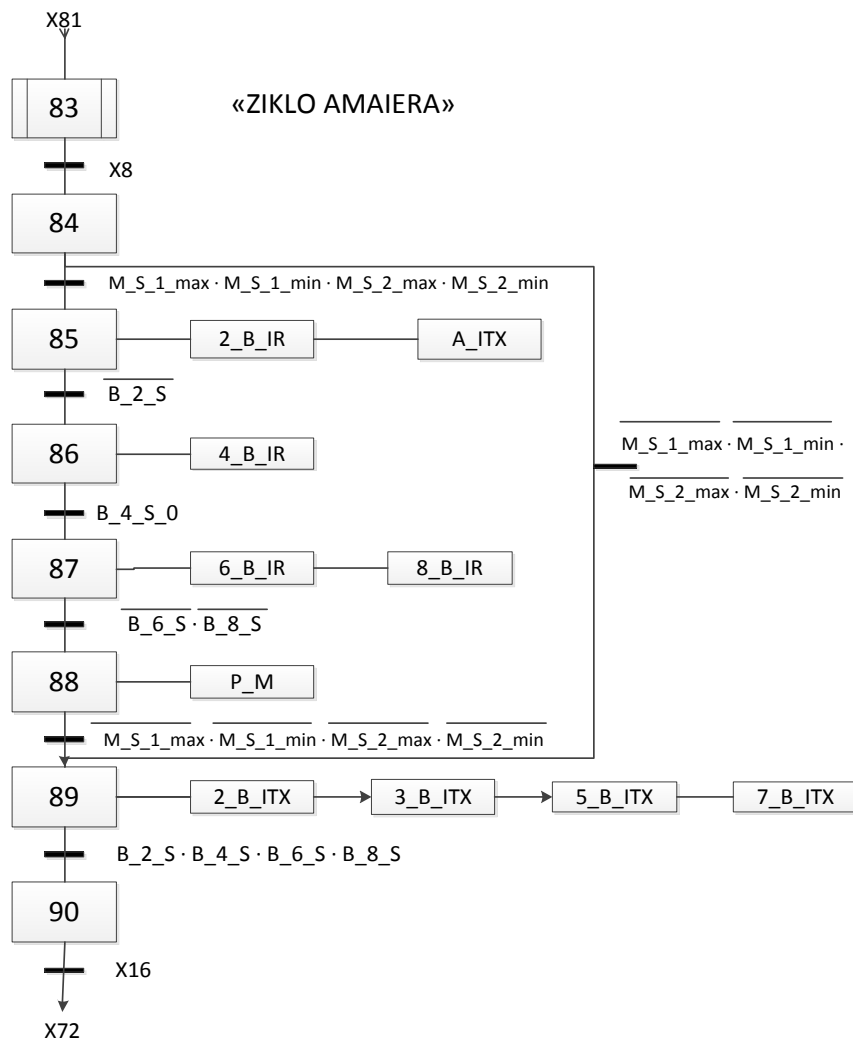 X81
83
«ZIKLO AMAIERA»
X8
84
M_S_1_max · M_S_1_min · M_S_2_max · M_S_2_min
85 2_B_IR A_ITX
B_2_S
M_S_1_max · M_S_1_min ·
86 4_B_IR
M_S_2_max · M_S_2_min
B_4_S_0
87 6_B_IR 8_B_IR
B_6_S · B_8_S
88 P_M
M_S_1_max · M_S_1_min · M_S_2_max · M_S_2_min
89 2_B_ITX 3_B_ITX 5_B_ITX 7_B_ITX
B_2_S · B_4_S · B_6_S · B_8_S
90
X16
X72